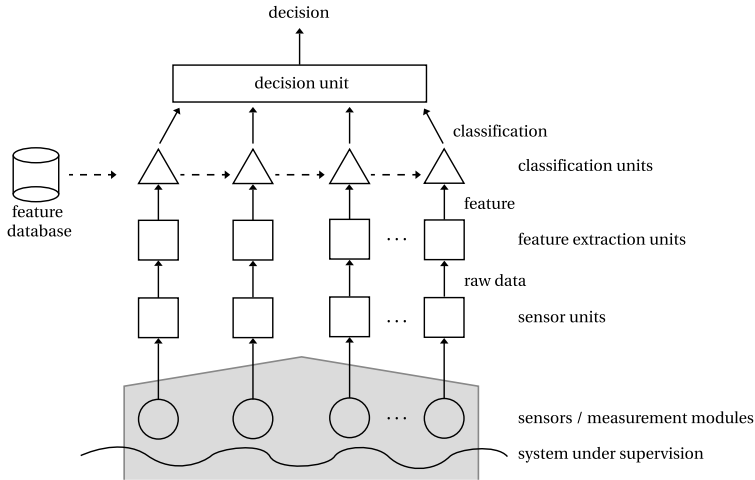 decision
decision unit
classification
classification units
feature
database
feature
feature extraction units
...
raw data
sensor units
...
sensors / measurement modules
...
system under supervision